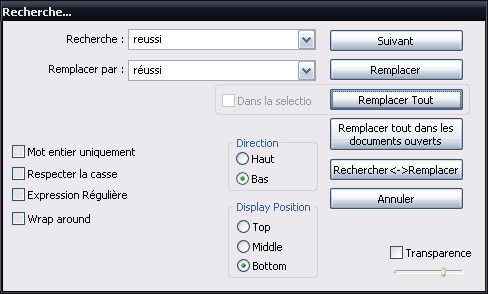 Recherche...
Recherche : reussi Suivant
Remplacer par : réussi Remplacer
Dans la selectio Remplacer Tout
Remplacer tout dans les
documents ouverts
Direction
Mot entier uniquement Haut
Respecter la casse Bas Rechercher<->Remplacer
Expression Régulière Annuler
Display Position
Wrap around Top
Middle Transparence
Bottom